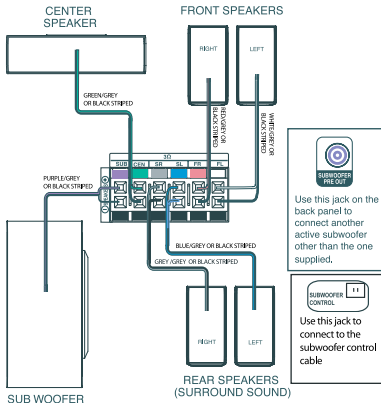 CENTER
SPEAKER
FRONT SPEAKERS
RIGHT
LEFT
GREEN/GREY
OR BLACK STRIPED
RED/GREY OR
BLACK STRIPED
WHITE/GREY OR
BLACK STRIPED
3Ω
SUB CEN SR SL FR FL
PURPLE/GREY
OR BLACK STRIPED
BLUE/GREY OR BLACK STRIPED
GREY /GREY OR BLACK STRIPED
RIGHT
LEFT
SUB WOOFER
REAR SPEAKERS
(SURROUND SOUND)
SUBWOOFER
PRE OUT
Use this jack on the
back panel to
connect another
active subwoofer
other than the one
supplied.
SUBWOOFER
CONTROL
Use this jack to
connect to the
subwoofer control
cable